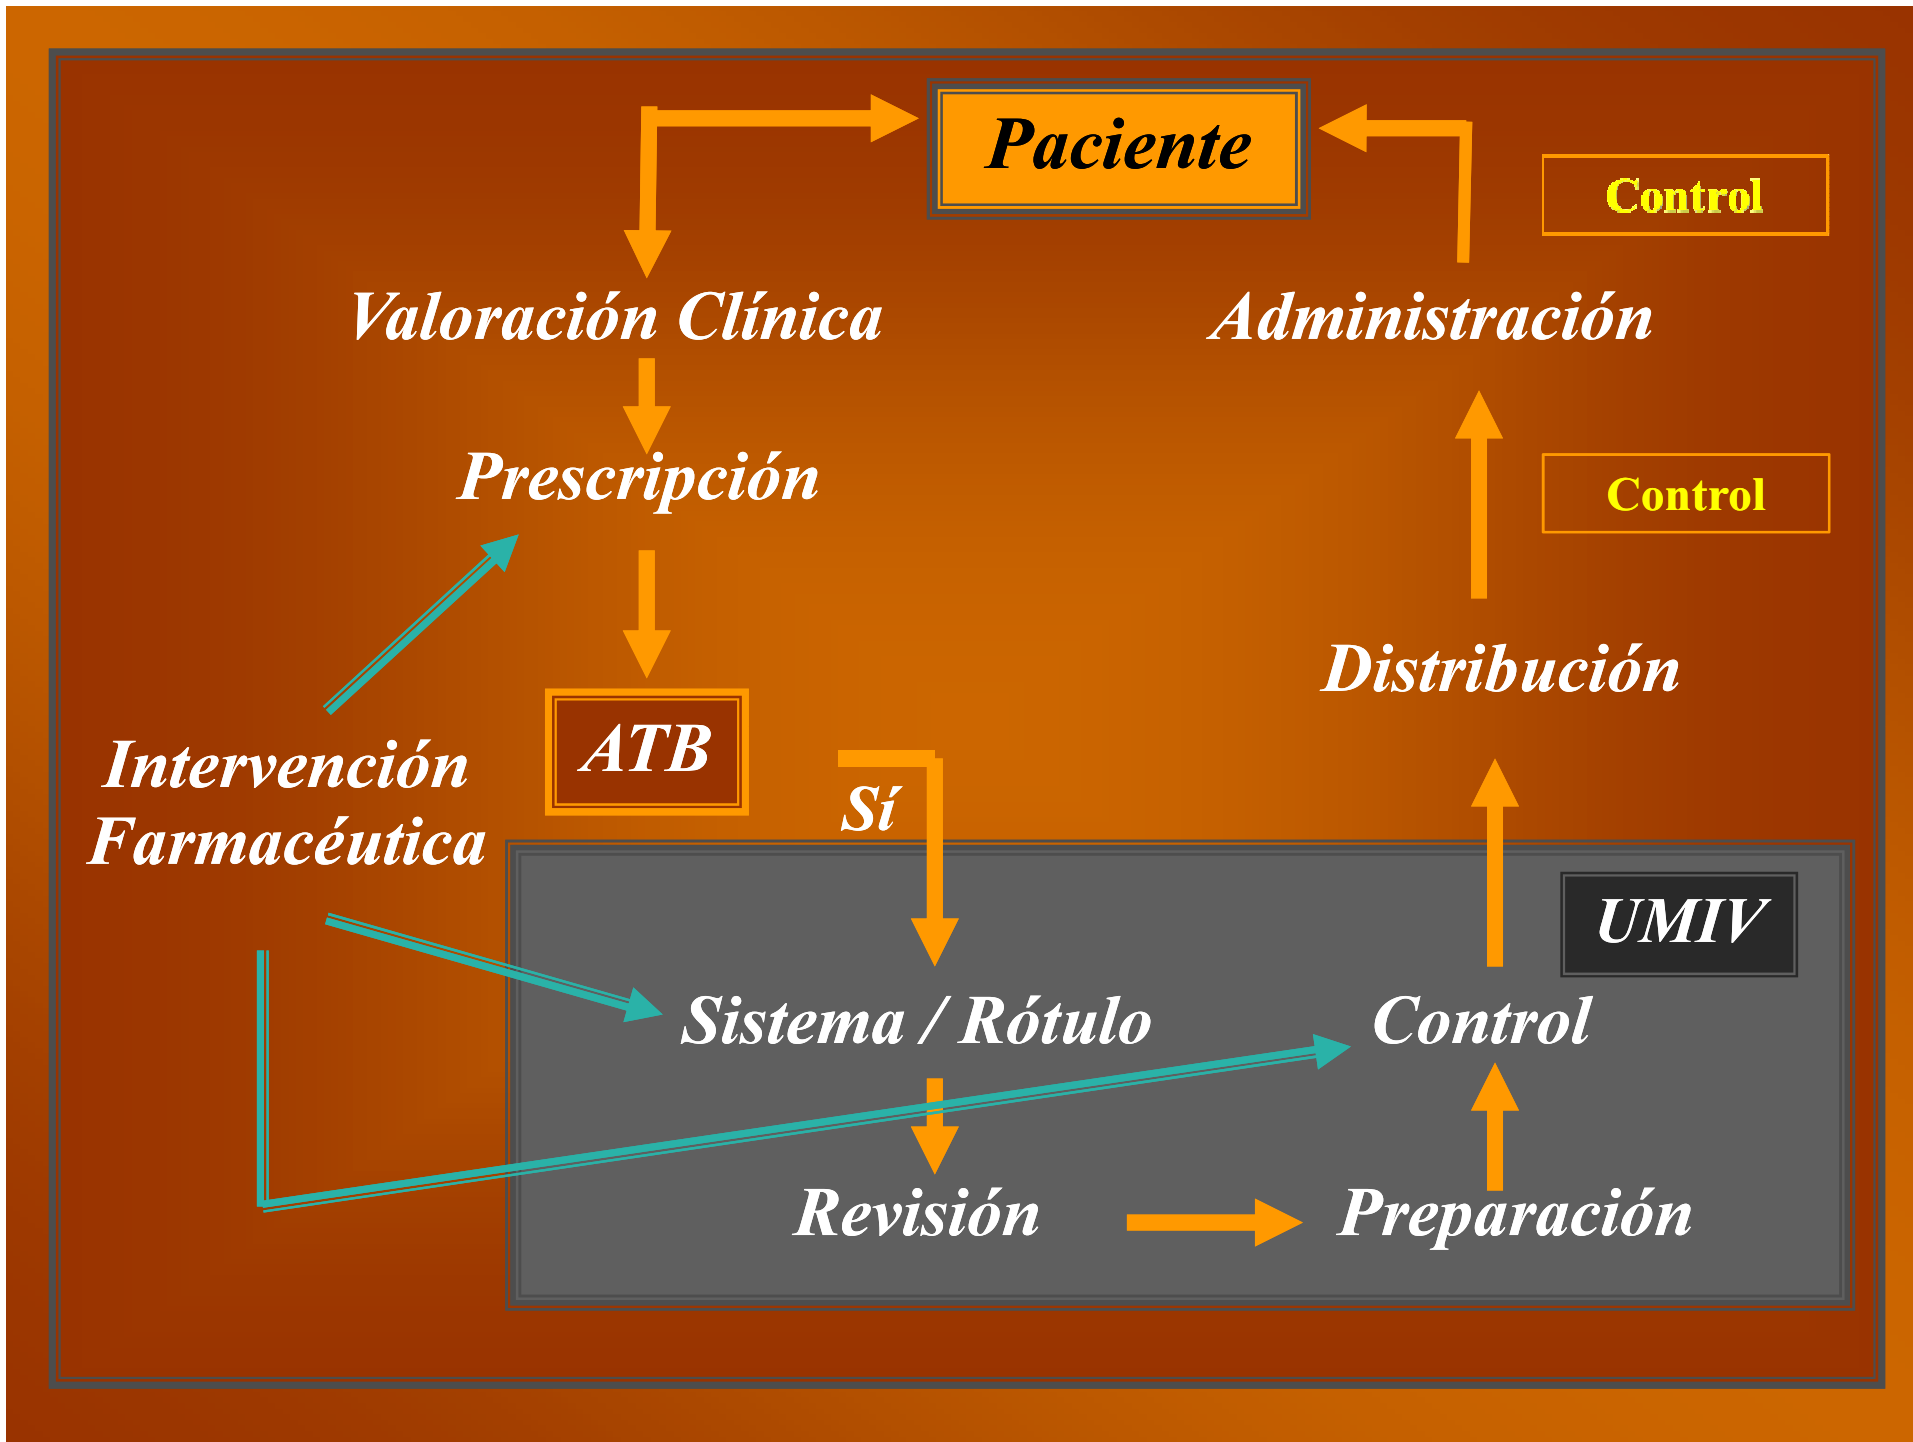 Paciente
Control
Valoración Clínica
Administración
Prescripción
Control
Distribución
ATB
Intervención
Farmacéutica
Sí
UMIV
Sistema / Rótulo
Control
Revisión
Preparación